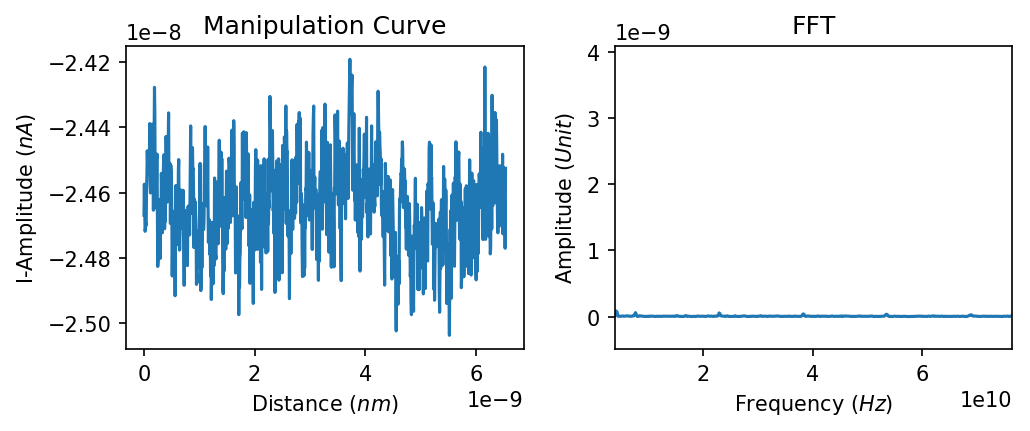 Manipulation Curve
1e−8
−2.42
−2.44
−2.46
−2.48
−2.50
I-Amplitude (nA)
0 2 4 6
1e−9
Distance (nm)
FFT
1e−9
4
3
2
1
0
Amplitude (Unit)
2 4 6
1e10
Frequency (Hz)